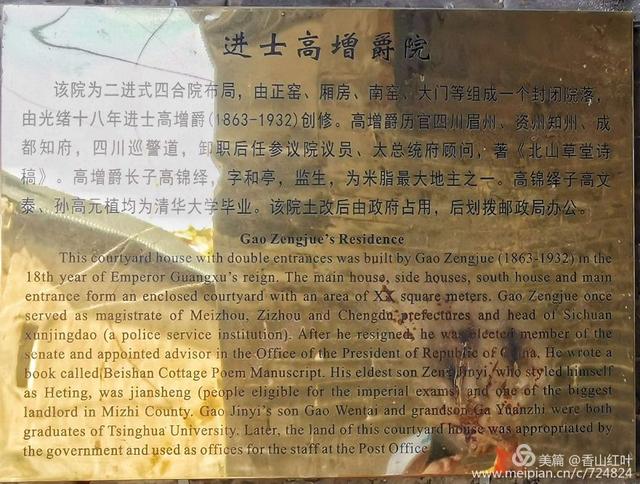 进士高增爵院
该院为二进式四合院布局，由正窑、厢房、南窑、大门等组成一个封闭院落，
由光绪十八年进士高增爵(1863-1932)创修。高增爵历官四川眉州、资州知州、成
都知府，四川巡警道，卸职后任参议院议员、大总统府顾问，著《北山草堂诗
稿》。高增爵长子高锦绎，字和亭，监生，为米脂最大地主之一。高锦绎子高文
泰、孙高元植均为清华大学毕业。该院土改后由政府占用，后划拨邮政局办公。
Gao Zengjue's Residence
This courtyard house with double entrances was built by Gao Zengjue (1863-1932) in the
18th year of Emperor Guangxu's reign. The main house, side houses, south house and main
entrance form an enclosed courtyard with an area of XX square meters. Gao Zengjue once
served as magistrate of Meizhou, Zizhou and Chengdu prefectures and head of Sichuan
xunjingdao (a police service institution). After he resigned, he was elected member of the
senate and appointed advisor in the Office of the President of Republic of China. He wrote a
book called Beishan Cottage Poem Manuscript. His eldest son Zeng Jinyi, who styled himself
as Heting, was jiansheng (people eligible for the imperial exams) and one of the biggest
landlord in Mizhi County. Gao Jinyi's son Gao Wentai and grandson Ga Yuanzhi were both
graduates of Tsinghua University. Later, the land of this courtyard house was appropriated by
the government and used as offices for the staff at the Post Office
美篇 @香山红叶
www.meipian.cn/c/724824